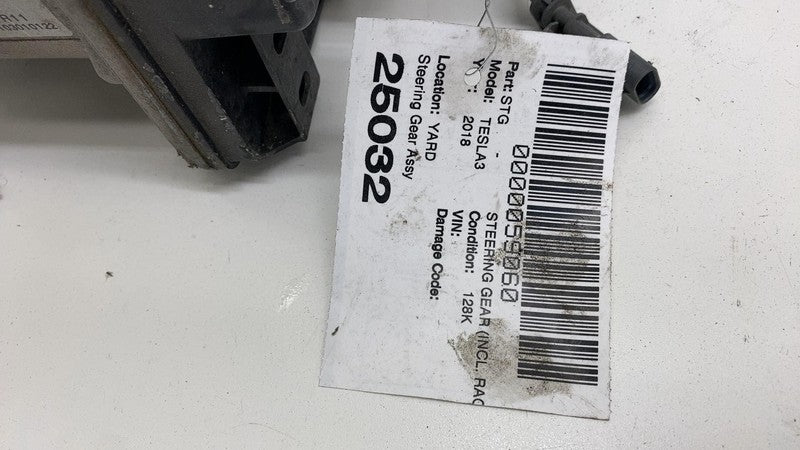 R11
0000059060
Part: STG - STEERING GEAR (INCL. RAC
Model: TESLA3 Condition: 128K
2018 VIN:
Location: YARD Damage Code:
Steering Gear Assy
25032